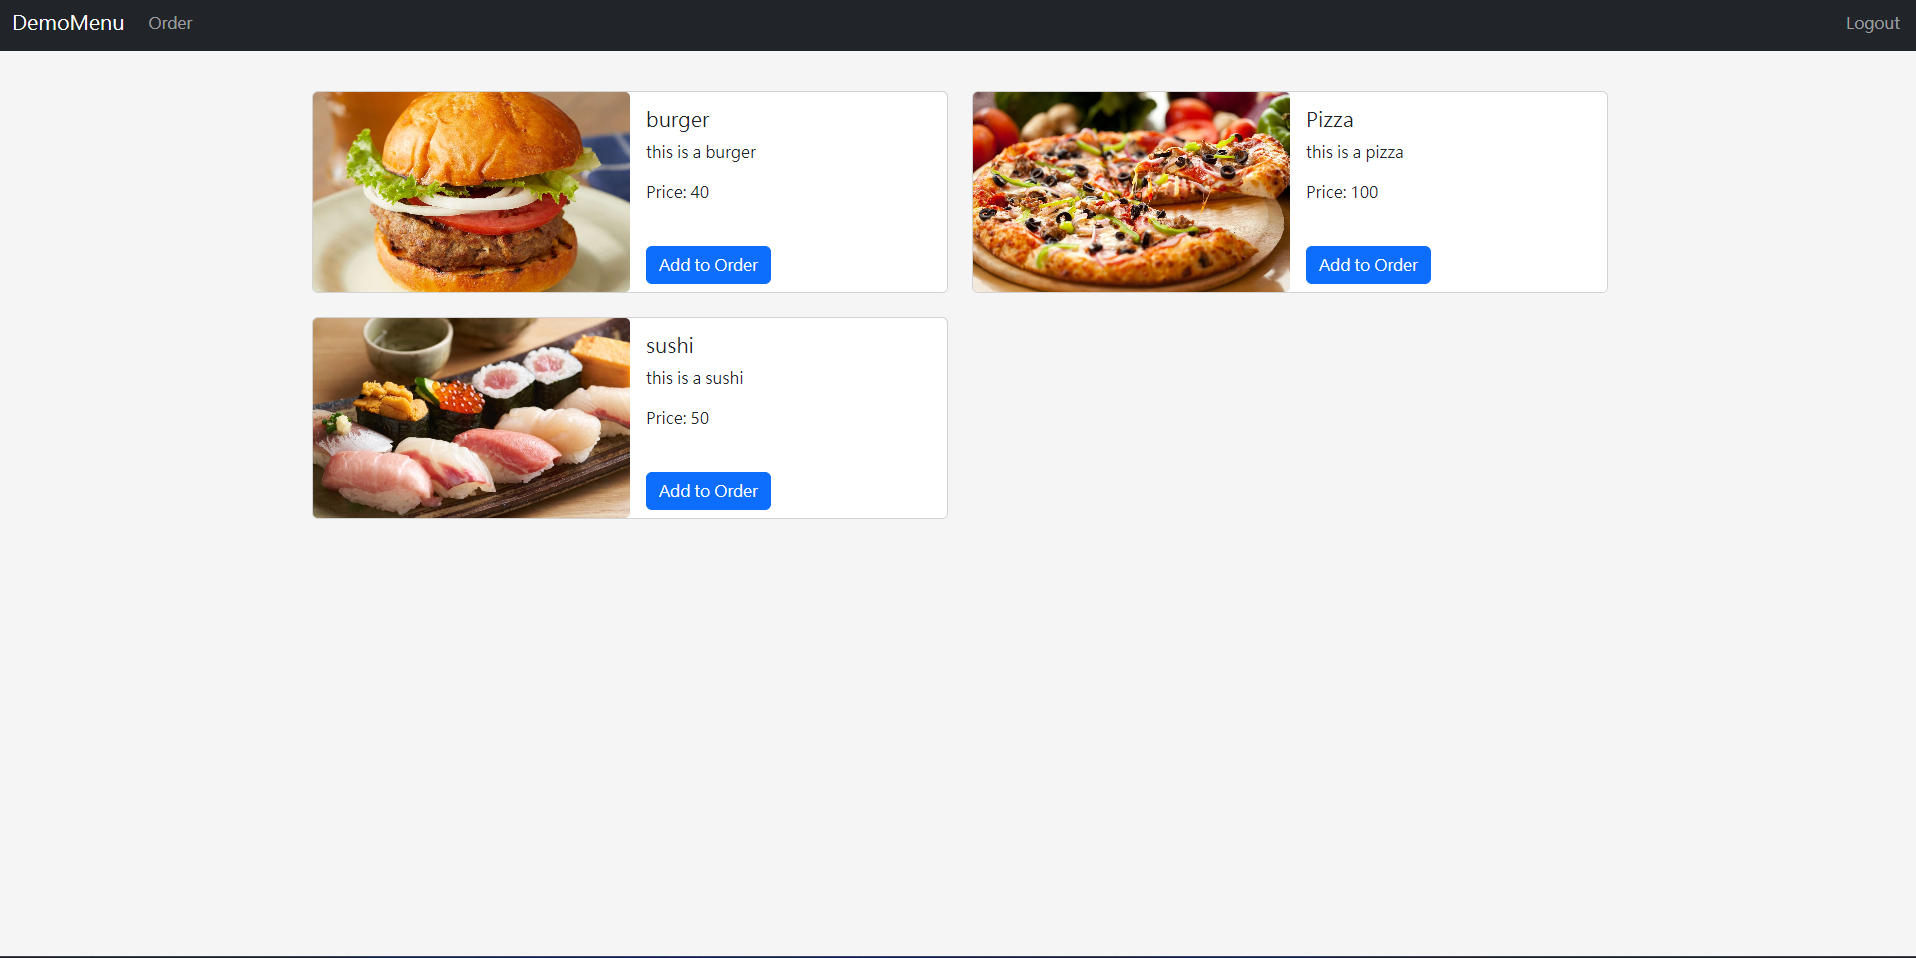 DemoMenu Order Logout
burger
this is a burger
Price: 40
Add to Order
Pizza
this is a pizza
Price: 100
Add to Order
sushi
this is a sushi
Price: 50
Add to Order